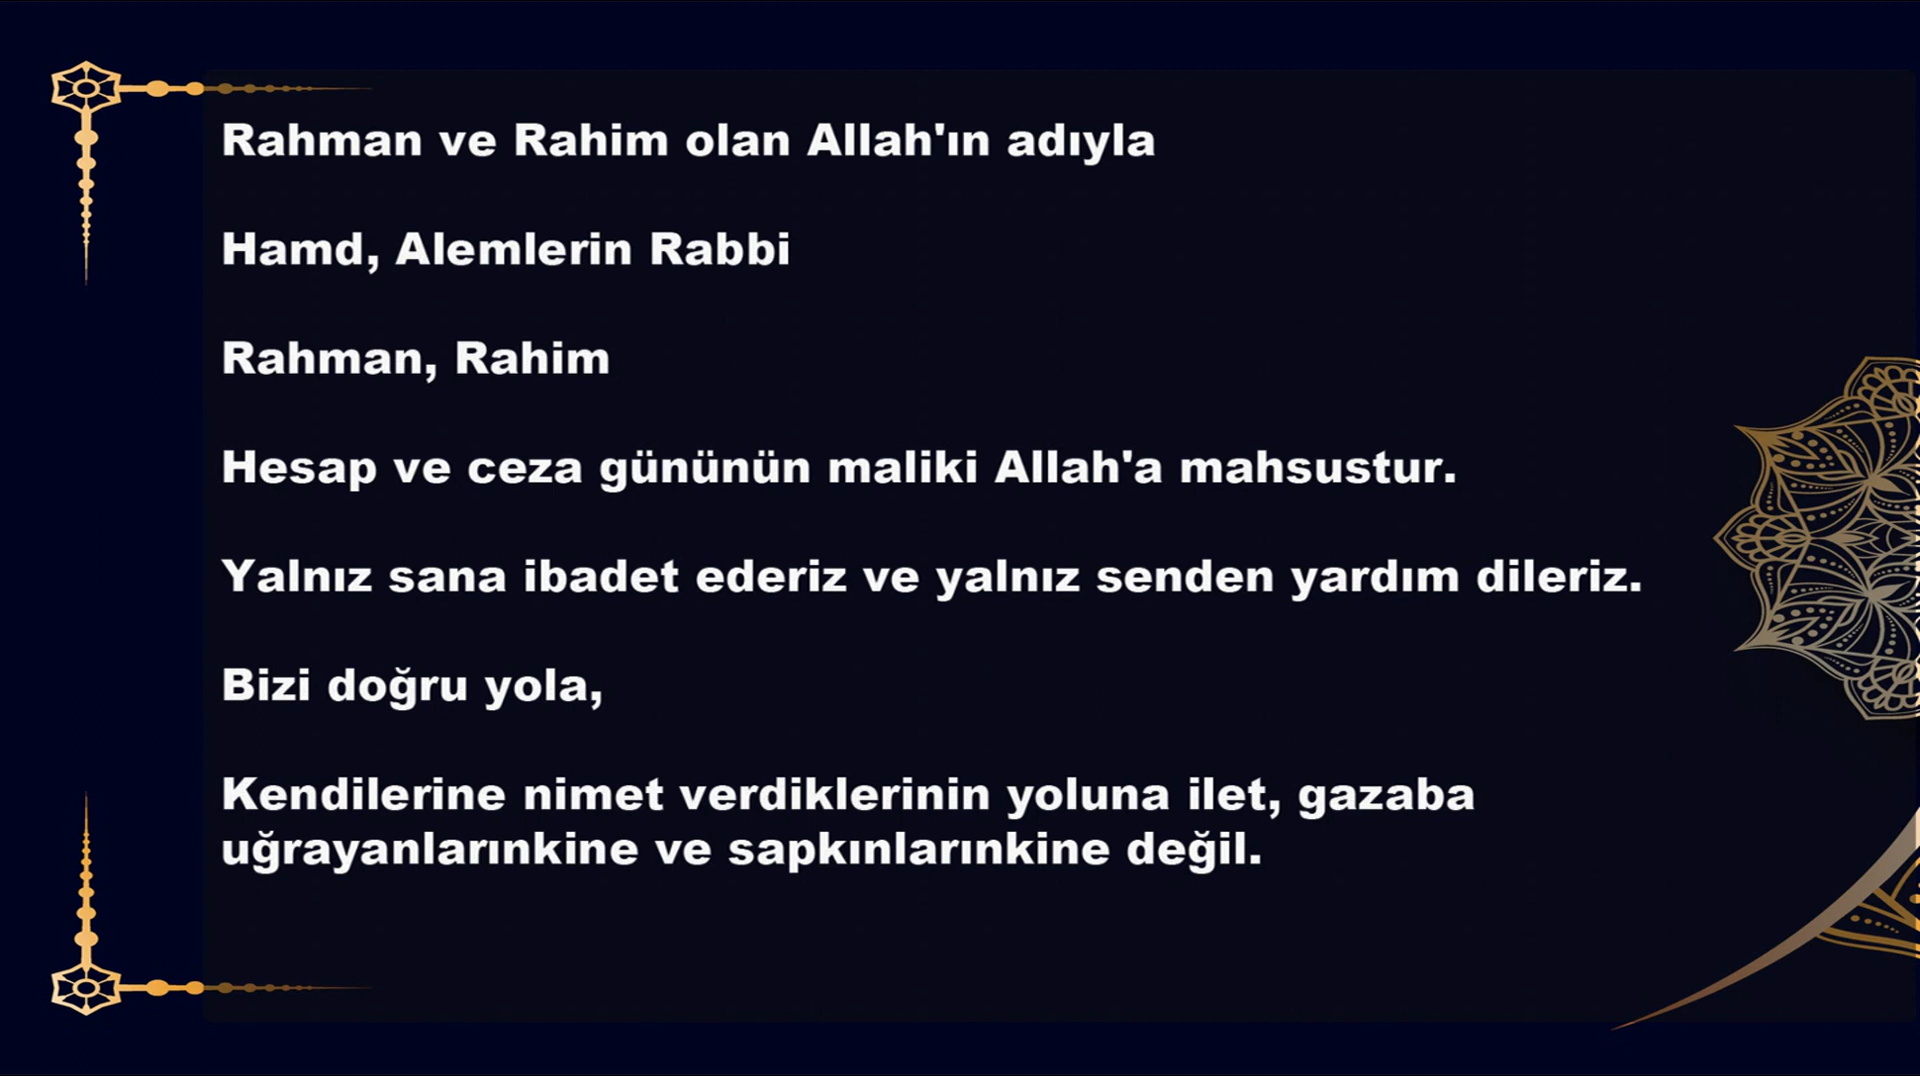 Rahman ve Rahim olan Allah'ın adıyla
Hamd, Alemlerin Rabbi
Rahman, Rahim
Hesap ve ceza gününün maliki Allah'a mahsustur.
Yalnız sana ibadet ederiz ve yalnız senden yardım dileriz.
Bizi doğru yola,
Kendilerine nimet verdiklerinin yoluna ilet, gazaba
uğrayanlarınkine ve sapkınlarınkine değil.